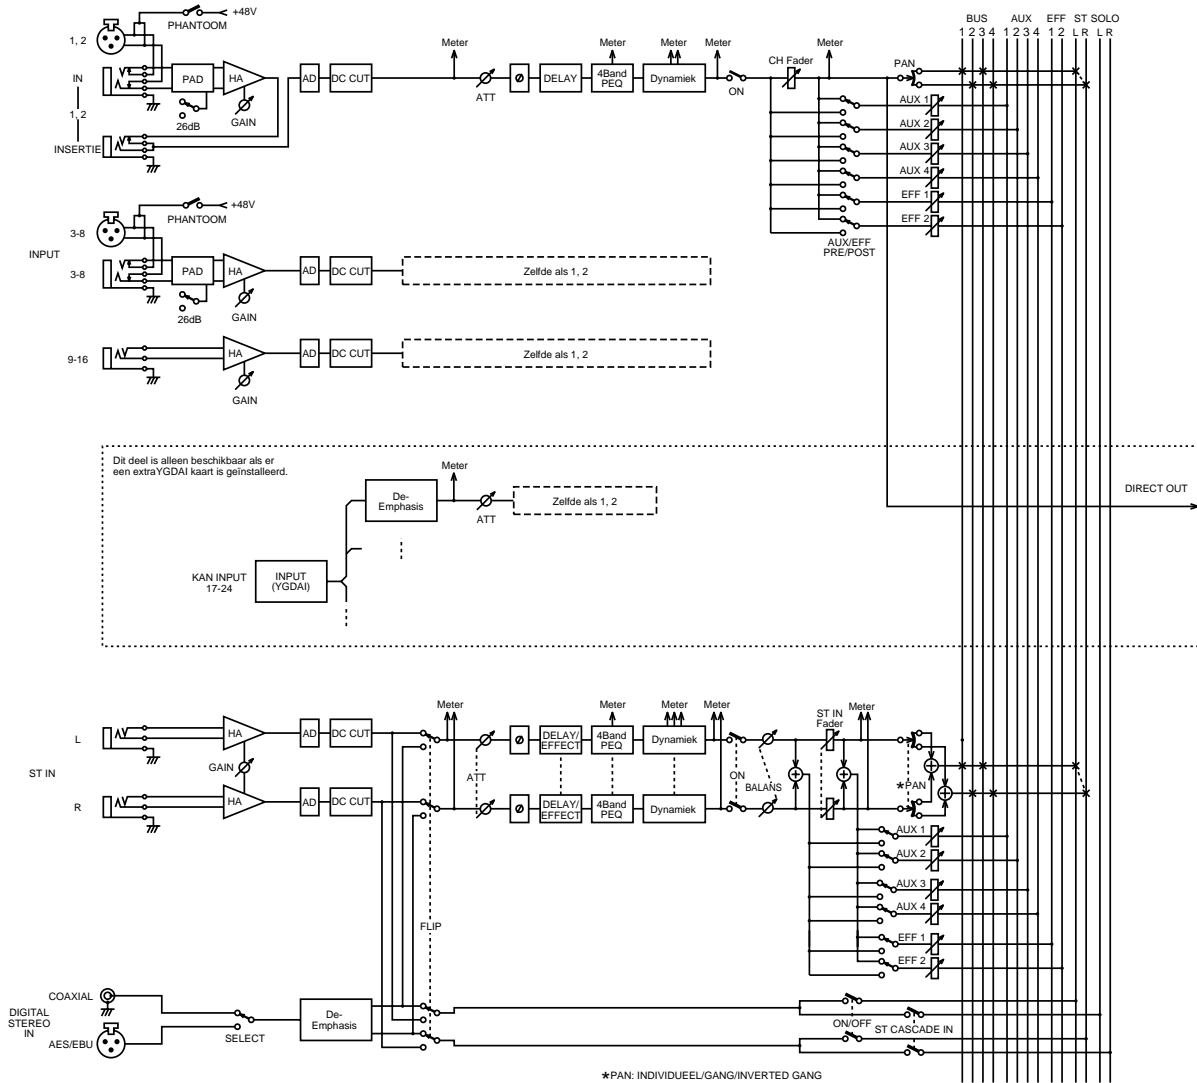 BUS AUX EFF ST SOLO
1 2 3 4 1 2 3 4 1 2 L R L R
+48V
PHANTOOM
1, 2
IN
1, 2
INSERTIE
PAD
26dB
HA
GAIN
AD
DC CUT
Meter
ATT
Ø
DELAY
Meter
4Band
PEQ
Meter
Dynamiek
Meter
ON
CH Fader
Meter
PAN
AUX 1
AUX 2
AUX 3
AUX 4
EFF 1
EFF 2
AUX/EFF
PRE/POST
+48V
PHANTOOM
INPUT
3-8
3-8
PAD
26dB
HA
GAIN
AD
DC CUT
Zelfde als 1, 2
9-16
HA
GAIN
AD
DC CUT
Zelfde als 1, 2
Dit deel is alleen beschikbaar als er
een extraYGDAI kaart is geïnstalleerd.
Meter
De-
Emphasis
ATT
Zelfde als 1, 2
DIRECT OUT
KAN INPUT
17-24
INPUT
(YGDAI)
ST IN
L
HA
GAIN
AD
DC CUT
Meter
ATT
Ø
DELAY/
EFFECT
Meter
4Band
PEQ
Meter
Dynamiek
Meter
ON
BALANS
ST IN
Fader
Meter
*PAN
R
HA
AD
DC CUT
Ø
DELAY/
EFFECT
4Band
PEQ
Dynamiek
AUX 1
AUX 2
AUX 3
AUX 4
EFF 1
EFF 2
FLIP
DIGITAL
STEREO
IN
COAXIAL
AES/EBU
SELECT
De-
Emphasis
ON/OFF
ST CASCADE IN
*PAN: INDIVIDUEEL/GANG/INVERTED GANG